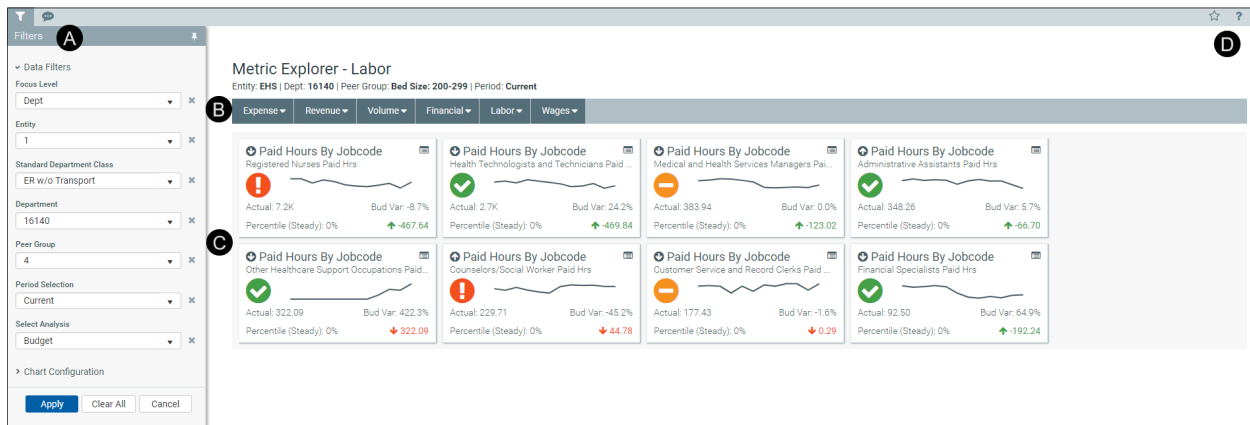 ?
Filters
A
D
Data Filters
Focus Level
Dept
Entity
1
Standard Department Class
ER w/o Transport
Department
16140
Peer Group
4
Period Selection
Current
Select Analysis
Budget
Chart Configuration
Apply Clear All Cancel
Metric Explorer - Labor
Entity: EHS | Dept: 16140 | Peer Group: Bed Size: 200-299 | Period: Current
B
Expense Revenue Volume Financial Labor Wages
C
Paid Hours By Jobcode
Registered Nurses Paid Hrs
Actual: 7.2K Bud Var: -8.7%
Percentile (Steady): 0% -467.64
Paid Hours By Jobcode
Health Technologists and Technicians Paid ...
Actual: 2.7K Bud Var: 24.2%
Percentile (Steady): 0% -469.84
Paid Hours By Jobcode
Medical and Health Services Managers Pai...
Actual: 383.94 Bud Var: 0.0%
Percentile (Steady): 0% -123.02
Paid Hours By Jobcode
Administrative Assistants Paid Hrs
Actual: 348.26 Bud Var: 5.7%
Percentile (Steady): 0% -66.70
Paid Hours By Jobcode
Other Healthcare Support Occupations Paid...
Actual: 322.09 Bud Var: 422.3%
Percentile (Steady): 0% 322.09
Paid Hours By Jobcode
Counselors/Social Worker Paid Hrs
Actual: 229.71 Bud Var: -45.2%
Percentile (Steady): 0% 44.78
Paid Hours By Jobcode
Customer Service and Record Clerks Paid ...
Actual: 177.43 Bud Var: -1.6%
Percentile (Steady): 0% 0.29
Paid Hours By Jobcode
Financial Specialists Paid Hrs
Actual: 92.50 Bud Var: 64.9%
Percentile (Steady): 0% -192.24